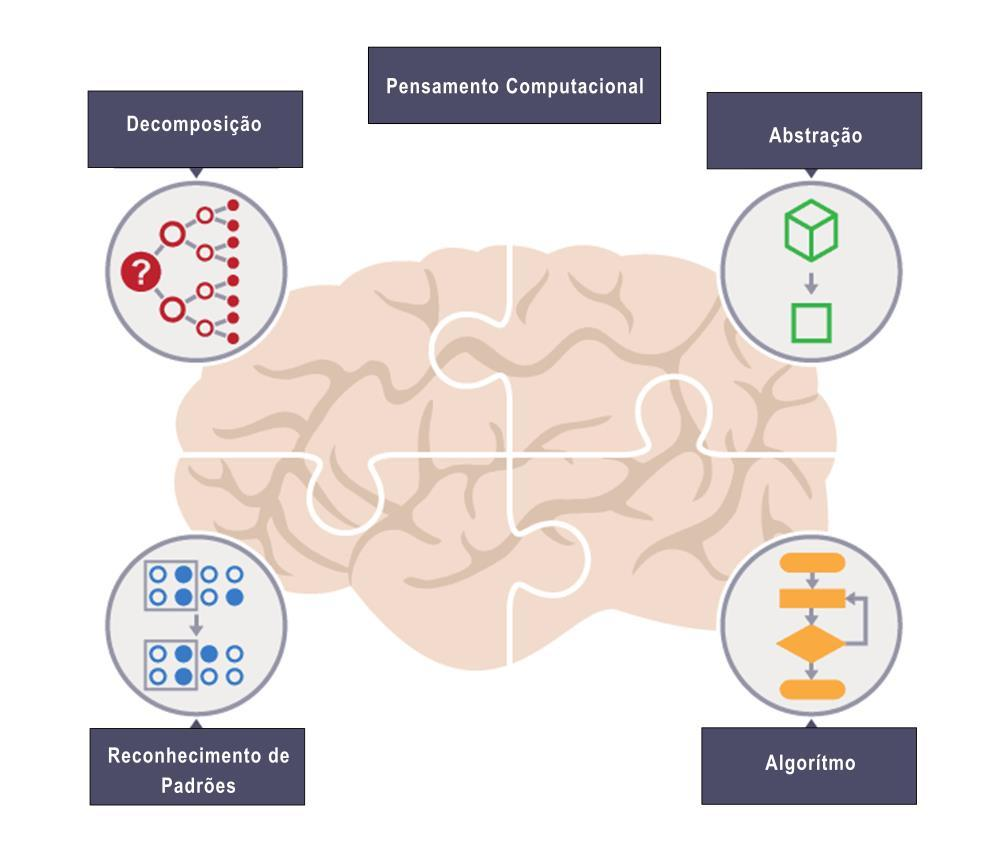 Pensamento Computacional
Decomposição
Abstração
?
Reconhecimento de
Padrões
Algorítmo